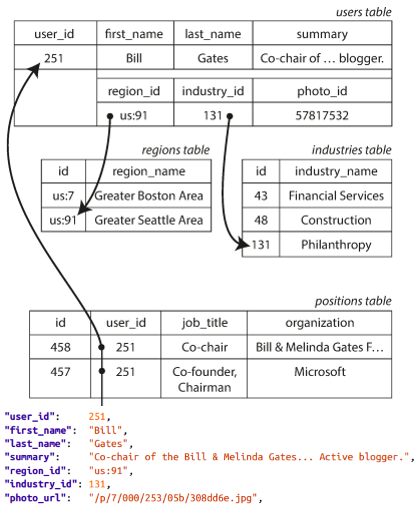 users table
user_id first_name last_name summary
251 Bill Gates Co-chair of … blogger.
region_id industry_id photo_id
us:91 131 57817532
regions table
id region_name
us:7 Greater Boston Area
us:91 Greater Seattle Area
industries table
id industry_name
43 Financial Services
48 Construction
131 Philanthropy
positions table
id user_id job_title organization
458 251 Co-chair Bill & Melinda Gates F…
457 251 Co-founder, Microsoft
Chairman
"user_id": 251,
"first_name": "Bill",
"last_name": "Gates",
"summary": "Co-chair of the Bill & Melinda Gates... Active blogger.",
"region_id": "us:91",
"industry_id": 131,
"photo_url": "/p/7/000/253/05b/308dd6e.jpg",